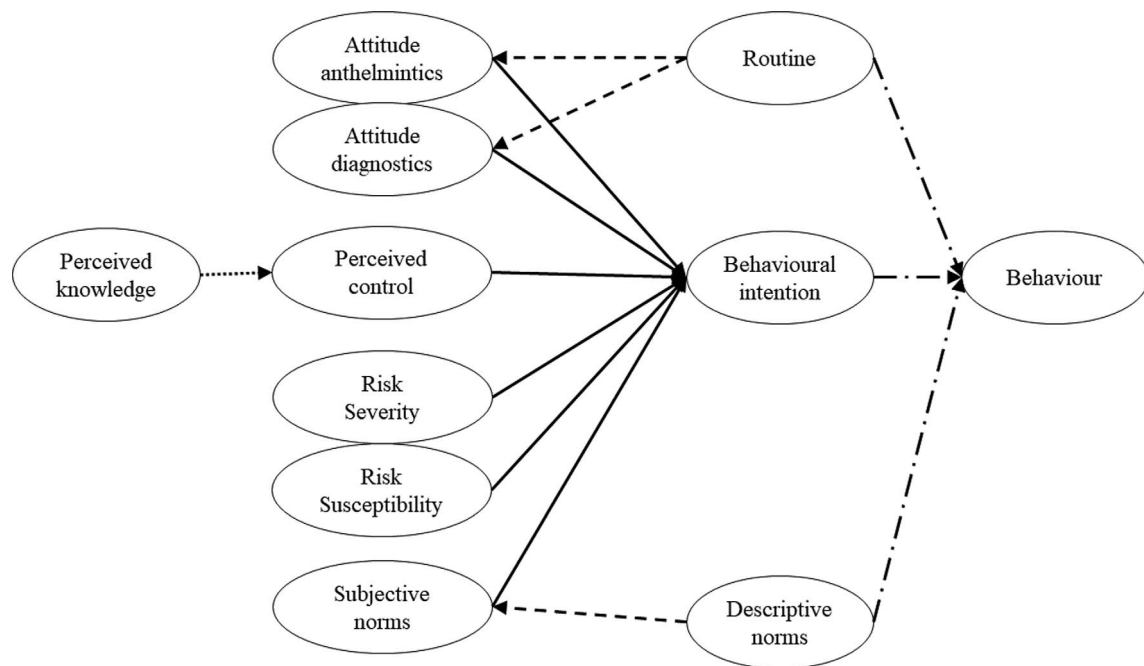 Attitude
anthelmintics
Routine
Attitude
diagnostics
Perceived
knowledge
Perceived
control
Behavioural
intention
Behaviour
Risk
Severity
Risk
Susceptibility
Subjective
norms
Descriptive
norms